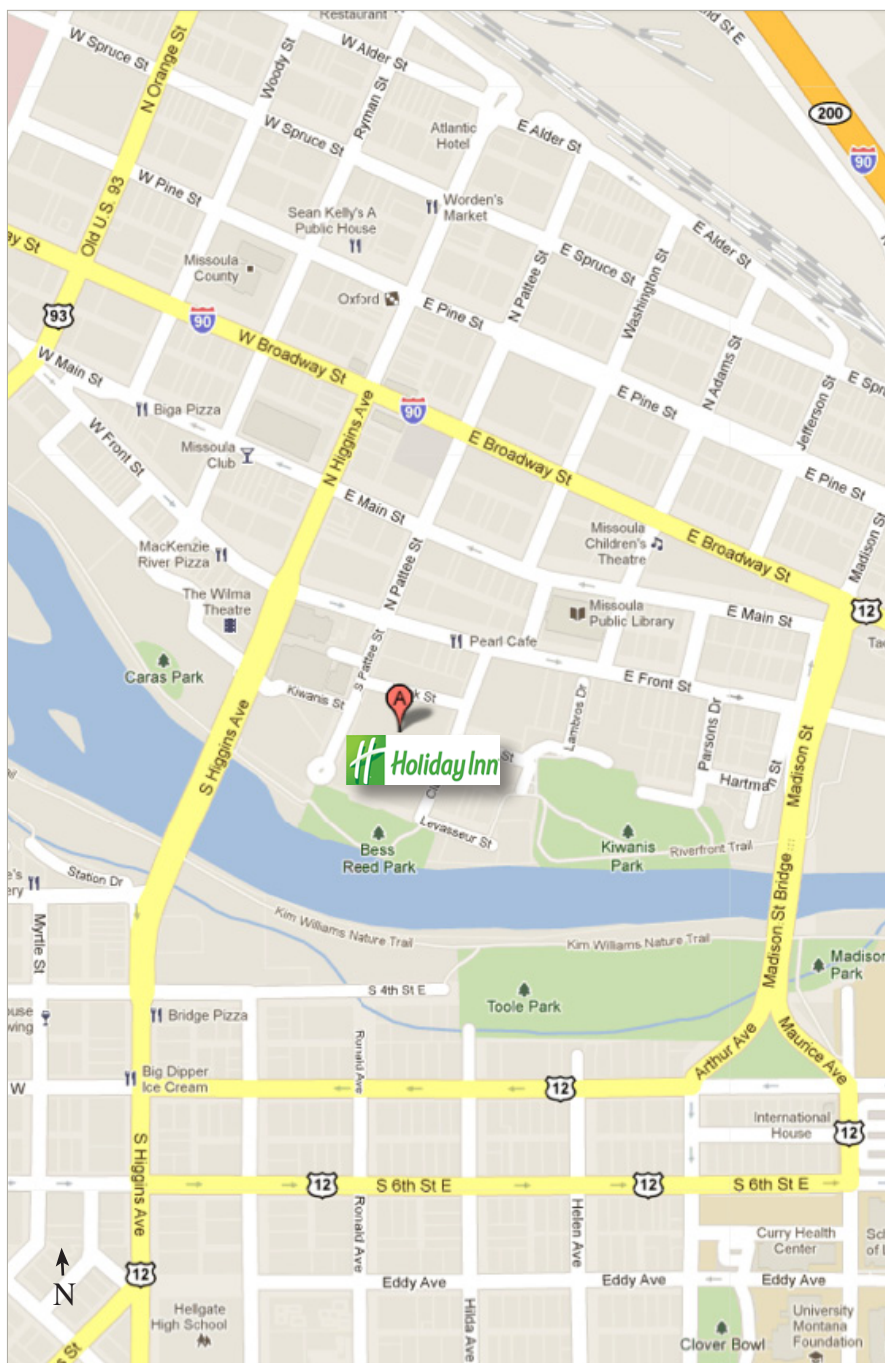 Restaurant
W Spruce St
N Orange St
Woody St
W Alder St
Ryman St
W Spruce St
Atlantic
Hotel
E Alder St
200
90
W Pine St
Old U.S. 93
Sean Kelly's A
Public House
Worden's
Market
E Alder St
Missoula
County
E Spruce St
N Pattee St
Washington St
Oxford
E Pine St
93
90
W Broadway St
N Adams St
Jefferson St
W Main St
Biga Pizza
90
E Pine St
W Front St
Missoula
Club
N Higgins Ave
E Broadway St
E Pine St
E Main St
MacKenzie
River Pizza
N Pattee St
Missoula
Children's
Theatre
E Broadway St
Madison St
The Wilma
Theatre
Missoula
Public Library
E Main St
12
Pearl Cafe
S Pattee St
Caras Park
Kiwanis St
A
E Front St
Lambros Dr
Parsons Dr
Holiday Inn
S Higgins Ave
Hartman St
Madison St
Levasseur St
Bess
Reed Park
Kiwanis
Park
Riverfront Trail
Station Dr
Kim Williams Nature Trail
Kim Williams Nature Trail
Madison St Bridge
Myrtle St
Madison
Park
S 4th St E
Toole Park
Bridge Pizza
Ronald Ave
Arthur Ave
Maurice Ave
Big Dipper
Ice Cream
W
12
International
House
12
S Higgins Ave
12
S 6th St E
12
S 6th St E
Ronald Ave
Helen Ave
Curry Health
Center
N
12
Eddy Ave
Eddy Ave
Eddy Ave
Hellgate
High School
Hilda Ave
Clover Bowl
University
Montana
Foundation